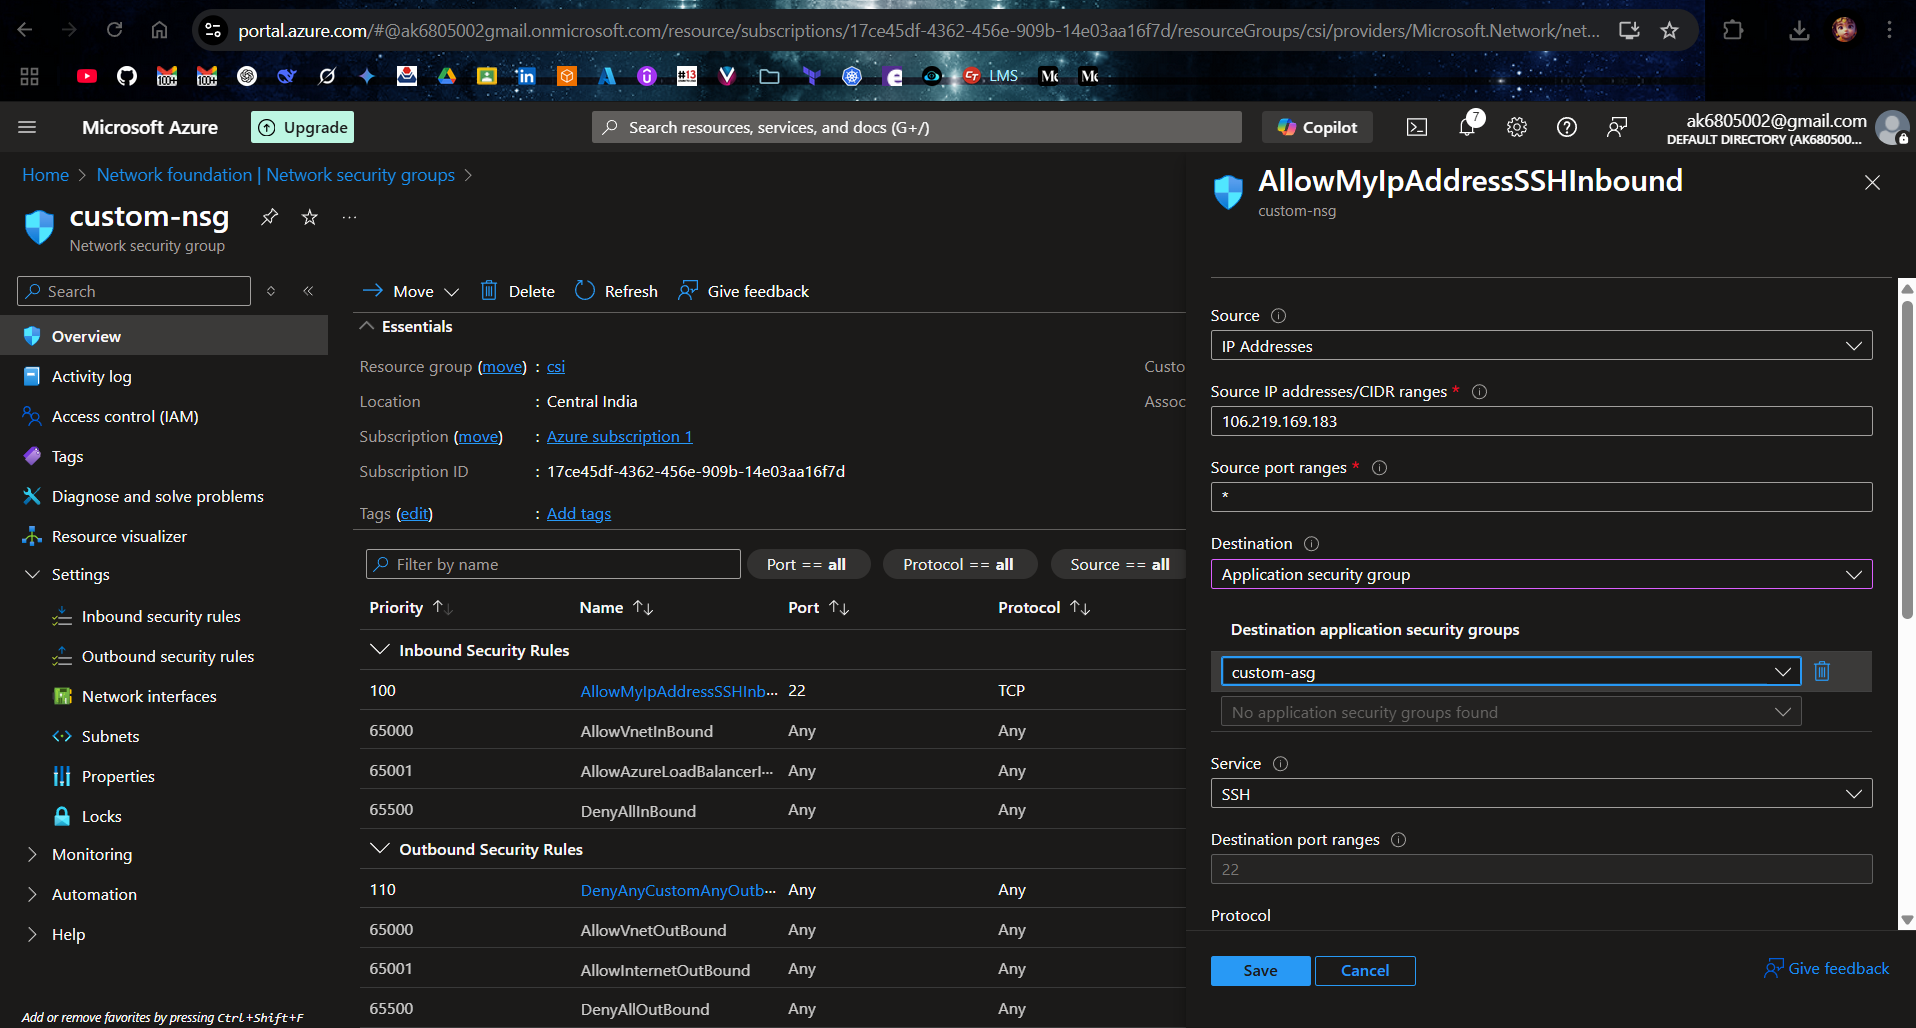 portal.azure.com/#@ak6805002gmail.onmicrosoft.com/resource/subscriptions/17ce45df-4362-456e-909b-14e03aa16f7d/resourceGroups/csi/providers/Microsoft.Network/net...
100+
100+
#13
LMS
Microsoft Azure
Upgrade
Search resources, services, and docs (G+/)
Copilot
7
ak6805002@gmail.com
DEFAULT DIRECTORY (AK680500...
Home > Network foundation | Network security groups >
custom-nsg
Network security group
Search
Overview
Activity log
Access control (IAM)
Tags
Diagnose and solve problems
Resource visualizer
Settings
Inbound security rules
Outbound security rules
Network interfaces
Subnets
Properties
Locks
Monitoring
Automation
Help
Add or remove favorites by pressing Ctrl+Shift+F
Move
Delete
Refresh
Give feedback
Essentials
Resource group (move) : csi
Location : Central India
Subscription (move) : Azure subscription 1
Subscription ID : 17ce45df-4362-456e-909b-14e03aa16f7d
Tags (edit) : Add tags
Custo
Assoc
Filter by name
Port == all
Protocol == all
Source == all
Priority Name Port Protocol
Inbound Security Rules
100 AllowMyIpAddressSSHInb... 22 TCP
65000 AllowVnetInBound Any Any
65001 AllowAzureLoadBalancerI... Any Any
65500 DenyAllInBound Any Any
Outbound Security Rules
110 DenyAnyCustomAnyOutb... Any Any
65000 AllowVnetOutBound Any Any
65001 AllowInternetOutBound Any Any
65500 DenyAllOutBound Any Any
AllowMyIpAddressSSHInbound
custom-nsg
Source
IP Addresses
Source IP addresses/CIDR ranges *
106.219.169.183
Source port ranges *
*
Destination
Application security group
Destination application security groups
custom-asg
No application security groups found
Service
SSH
Destination port ranges
22
Protocol
Save
Cancel
Give feedback